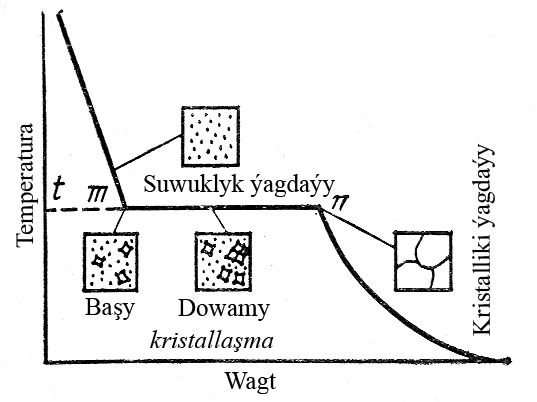 Temperatura
t m
Suwuklyk ýagdaýy
n
Başy
Dowamy
kristallaşma
Kristalliki ýagdaýy
Wagt